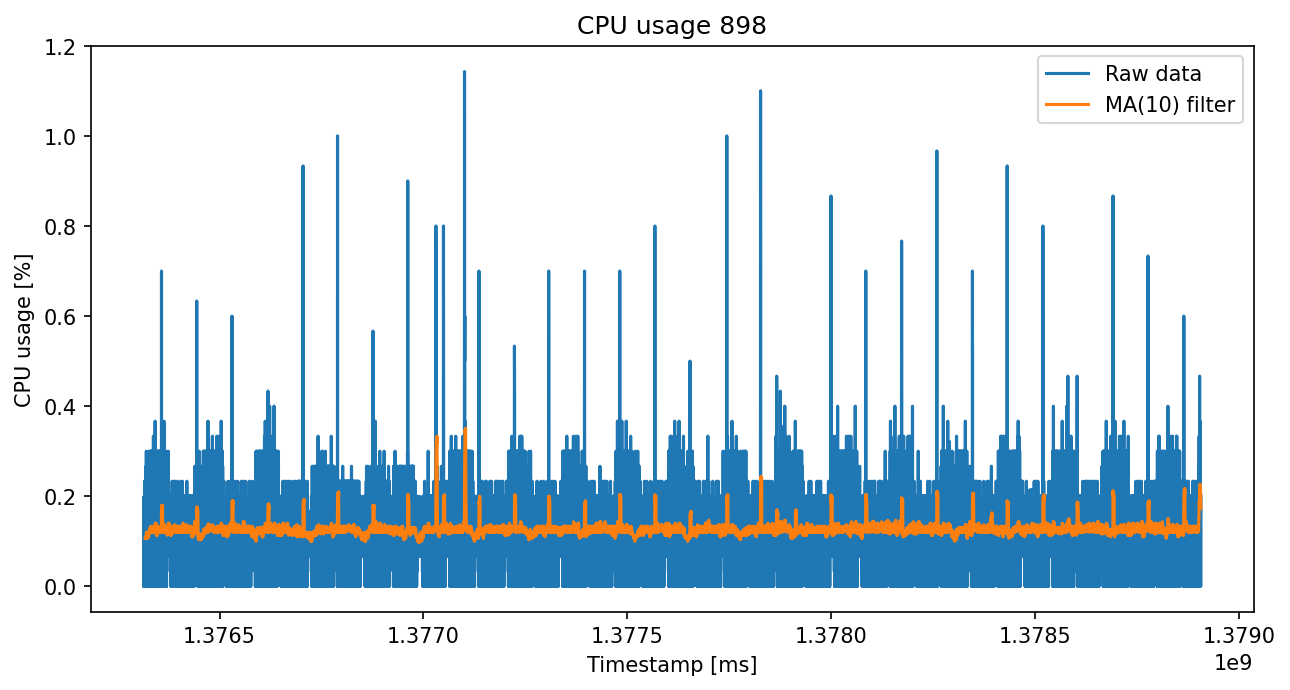 CPU usage 898
Raw data
MA(10) filter
CPU usage [%]
1.2
1.0
0.8
0.6
0.4
0.2
0.0
1.3765 1.3770 1.3775 1.3780 1.3785 1.3790
1e9
Timestamp [ms]